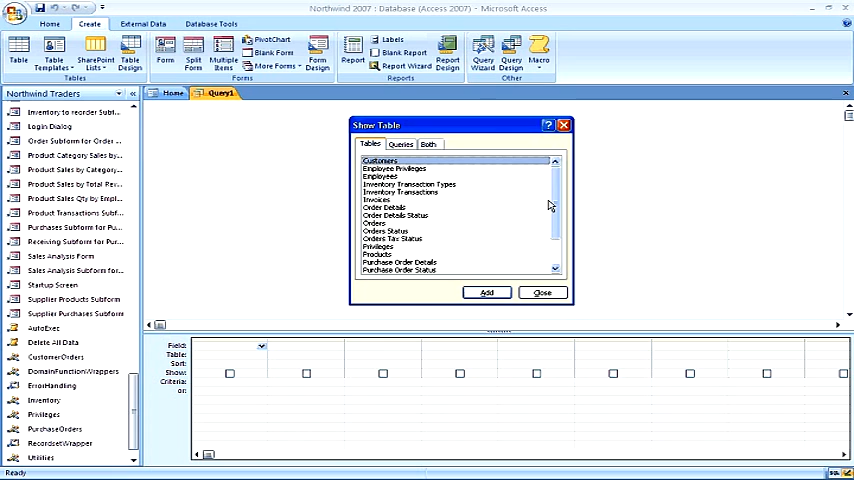 Northwind 2007 : Database (Access 2007) - Microsoft Access
Home
Create
External Data
Database Tools
Table
Table Templates
SharePoint Lists
Table Design
Tables
Form
Split Form
Multiple Items
PivotChart
Blank Form
More Forms
Form Design
Forms
Report
Labels
Blank Report
Report Wizard
Report Design
Reports
Query Wizard
Query Design
Macro
Other
Northwind Traders
Home
Query1
Inventory to reorder Subf...
Login Dialog
Order Subform for Order ...
Product Category Sales by...
Product Sales by Category...
Product Sales by Total Rev...
Product Sales Qty by Empl...
Product Transactions Subf...
Purchases Subform for Pu...
Receiving Subform for Pur...
Sales Analysis Form
Sales Analysis Subform for...
Startup Screen
Supplier Products Subform
Supplier Purchases Subform
AutoExec
Delete All Data
CustomerOrders
DomainFunctionWrappers
ErrorHandling
Inventory
Privileges
PurchaseOrders
RecordsetWrapper
Utilities
Show Table
Tables
Queries
Both
Customers
Employee Privileges
Employees
Inventory Transaction Types
Inventory Transactions
Invoices
Order Details
Order Details Status
Orders
Orders Status
Orders Tax Status
Privileges
Products
Purchase Order Details
Purchase Order Status
Add
Close
Field:
Table:
Sort:
Show:
Criteria:
or:
Ready